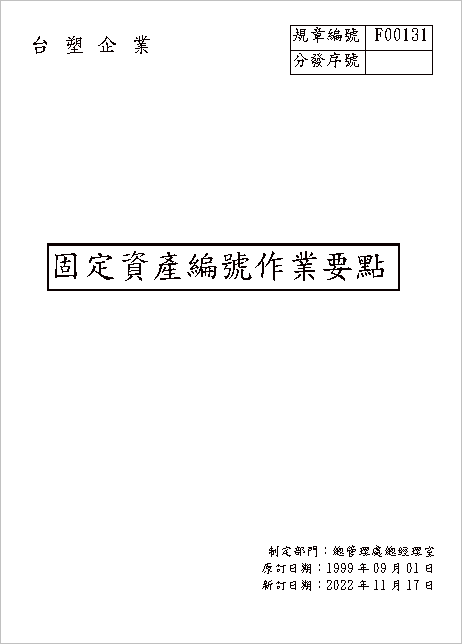 台塑企業
規章編號 F00131
分發序號
固定資產編號作業要點
制定部門：總管理處總經理室
原訂日期：1999 年 09 月 01 日
新訂日期：2022 年 11 月 17 日